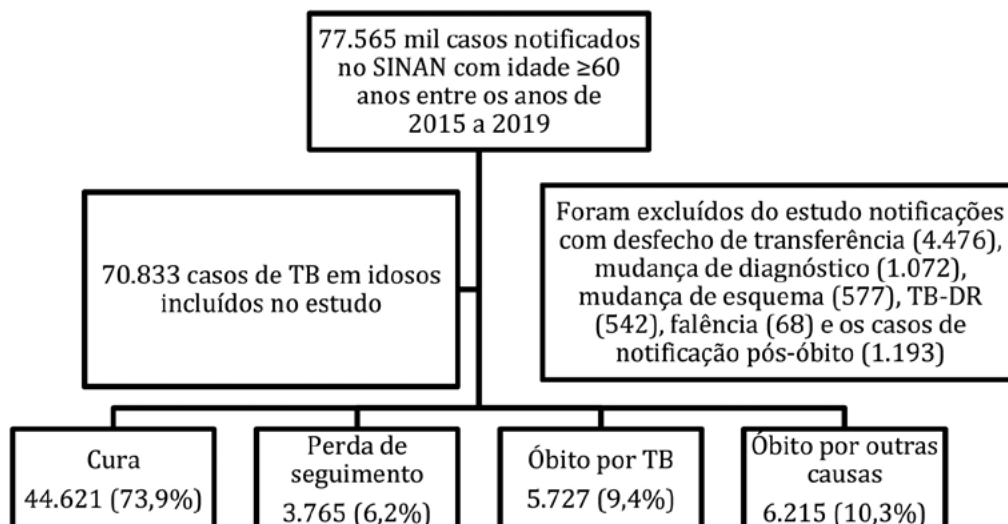 77.565 mil casos notificados
no SINAN com idade ≥60
anos entre os anos de
2015 a 2019
70.833 casos de TB em idosos
incluídos no estudo
Foram excluídos do estudo notificações
com desfecho de transferência (4.476),
mudança de diagnóstico (1.072),
mudança de esquema (577), TB-DR
(542), falência (68) e os casos de
notificação pós-óbito (1.193)
Cura
44.621 (73,9%)
Perda de
seguimento
3.765 (6,2%)
Óbito por TB
5.727 (9,4%)
Óbito por outras
causas
6.215 (10,3%)